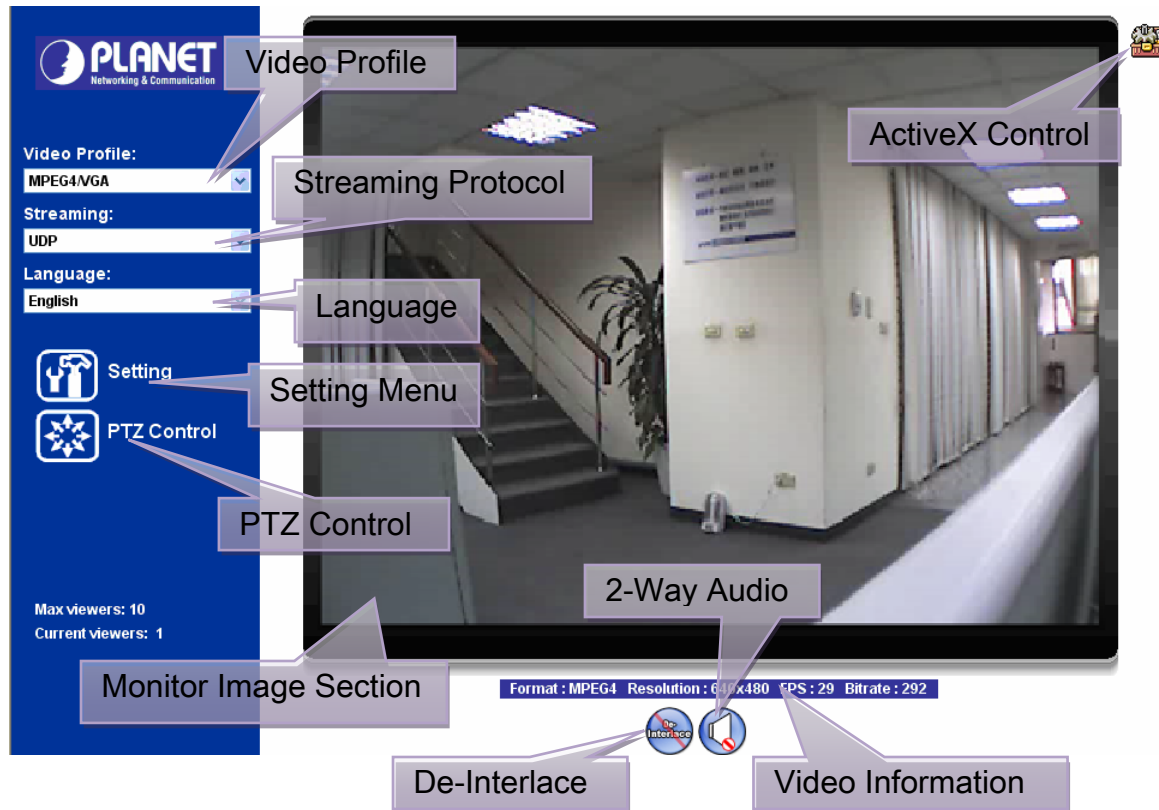 PLANET
Networking & Communication
Video Profile
ActiveX Control
Video Profile:
MPEG4/VGA
Streaming Protocol
Streaming:
UDP
Language:
English
Language
Setting
Setting Menu
PTZ Control
PTZ Control
2-Way Audio
Max viewers: 10
Current viewers: 1
Monitor Image Section
Format : MPEG4 Resolution : 640x480 FPS : 29 Bitrate : 292
De-Interlace
De-Interlace
Video Information